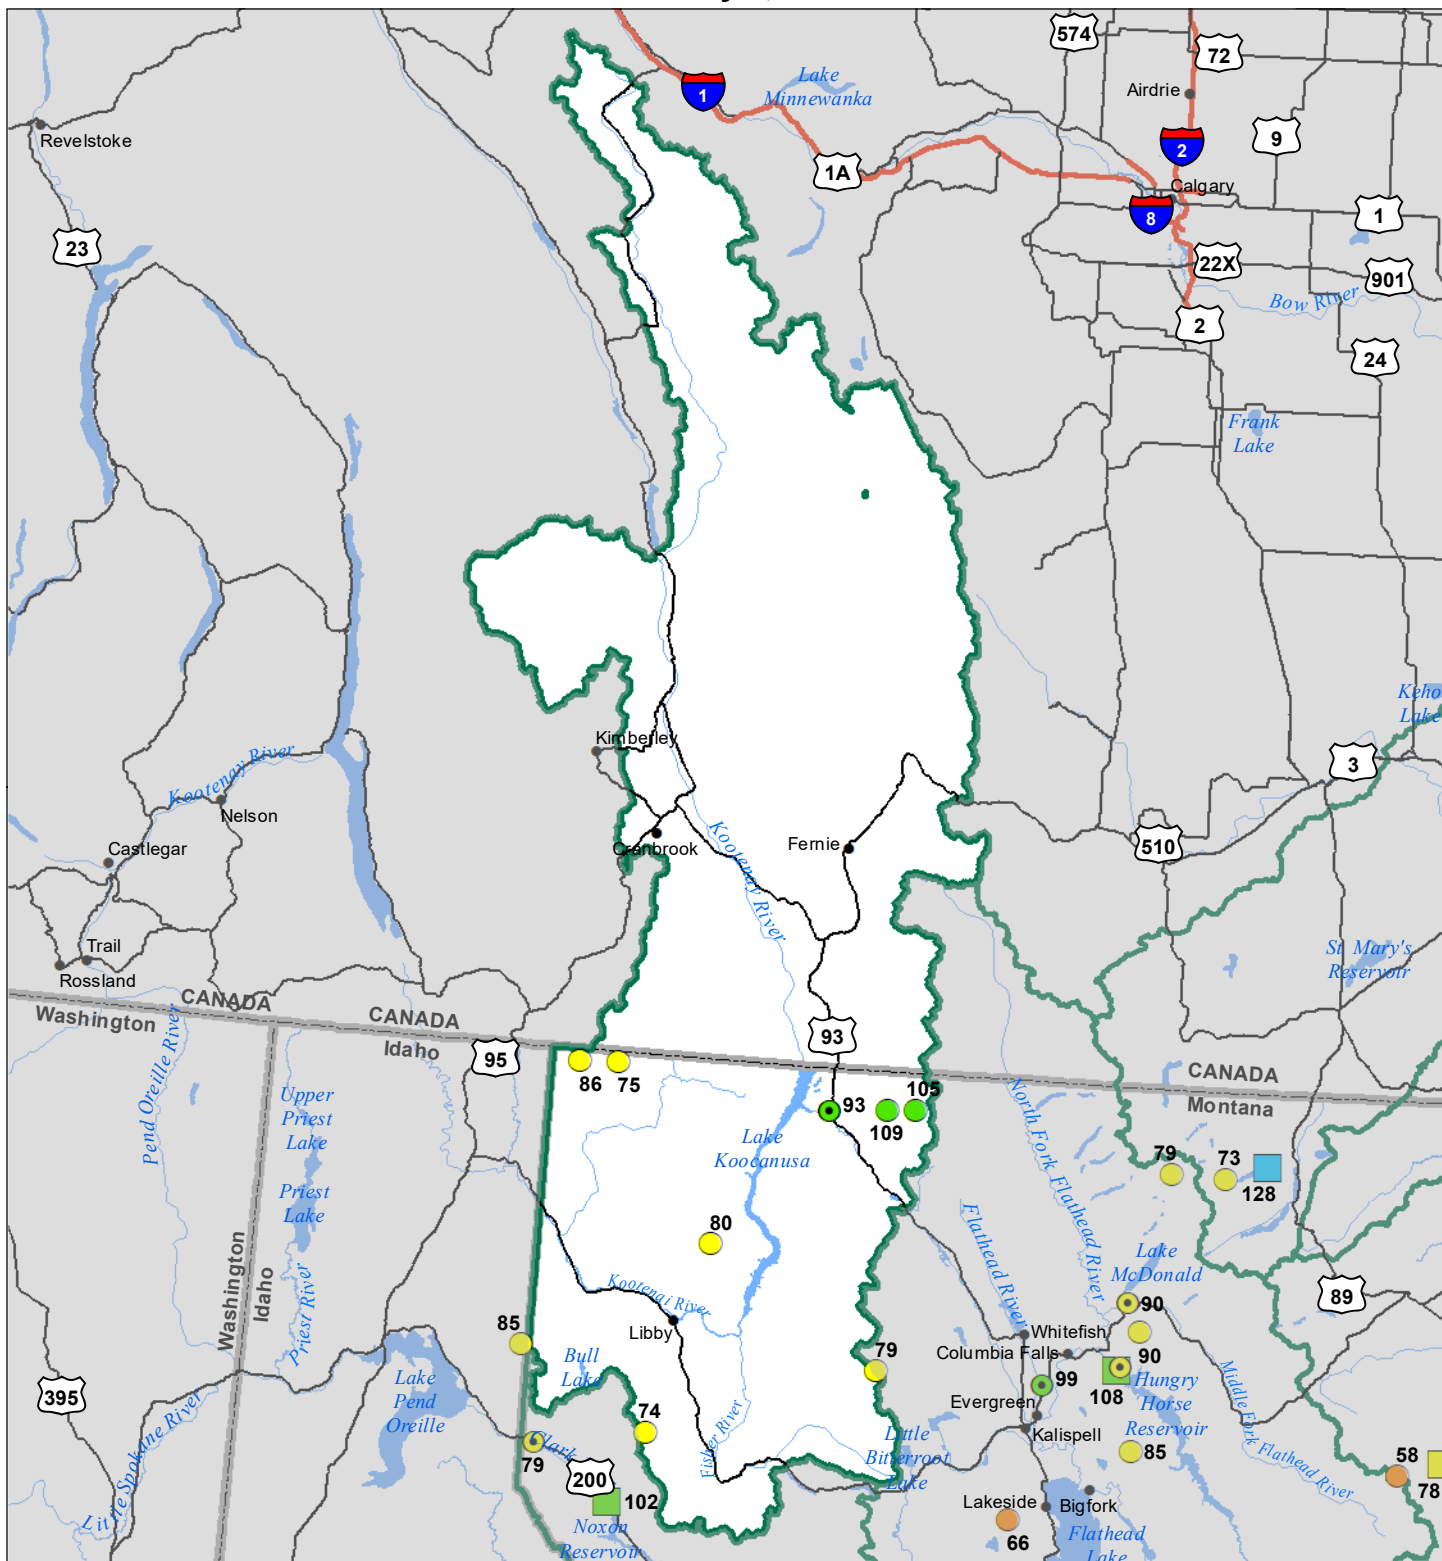 574
72
Lake
Minnewanka
Airdrie
1
Revelstoke
2
9
1A
Calgary
8
1
23
22X
901
Bow River
2
24
Frank
Lake
Keho
Lake
Kimberley
3
Kootenay River
Nelson
Castlegar
Cranbrook
Kootenay River
Fernie
510
Trail
Rossland
St. Mary's
Reservoir
CANADA
Washington
CANADA
Idaho
Pend Oreille River
95
93
CANADA
Montana
86
75
93
109
105
Upper
Priest
Lake
Priest
Lake
Lake
Koocanusa
North Fork Flathead River
79
73
128
80
Flathead River
Lake
McDonald
Washington
Idaho
Priest River
Kootenai River
Libby
90
89
85
Bull
Lake
79
Whitefish
Columbia Falls
90
99
108
Hungry
Horse
Reservoir
Middle Fork Flathead River
395
Lake
Pend
Oreille
Evergreen
Kalispell
74
Little Spokane River
Clark
79
Fisher River
Little
Bitterroot
Lake
85
58
78
200
102
Noxon
Reservoir
Lakeside
Bigfork
66
Flathead
Lake